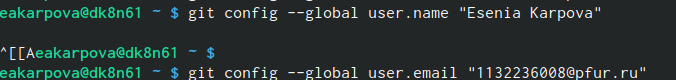 eakarpova@dk8n61 ~ $ git config --global user.name "Esenia Karpova"
^[[Aeakarpova@dk8n61 ~ $
eakarpova@dk8n61 ~ $ git config --global user.email "1132236008@pfur.ru"